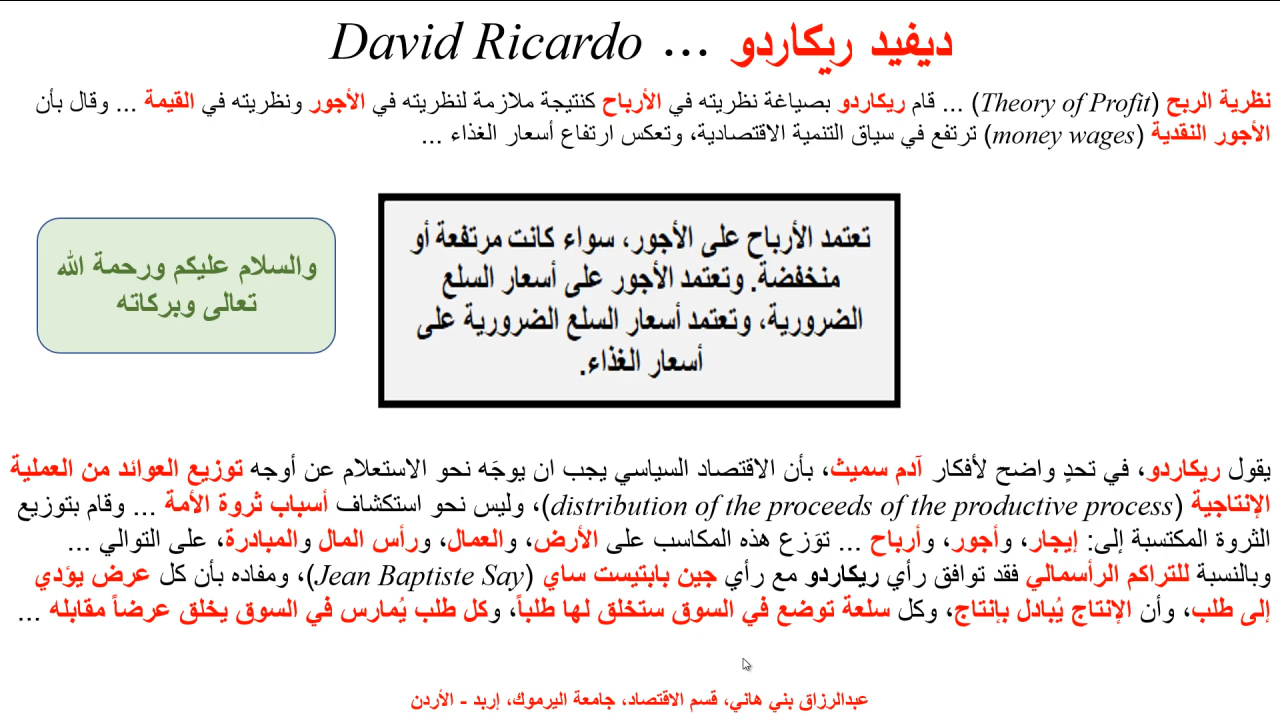 ديفيد ريكاردو ... David Ricardo
نظرية الربح (Theory of Profit) ... قام ريكاردو بصياغة نظريته في الأرباح كنتيجة ملازمة لنظريته في الأجور ونظريته في القيمة ... وقال بأن
الأجور النقدية (money wages) ترتفع في سياق التنمية الاقتصادية، وتعكس ارتفاع أسعار الغذاء ...
تعتمد الأرباح على الأجور، سواء كانت مرتفعة أو
منخفضة. وتعتمد الأجور على أسعار السلع
الضرورية، وتعتمد أسعار السلع الضرورية على
أسعار الغذاء.
والسلام عليكم ورحمة الله
تعالى وبركاته
يقول ريكاردو، في تحدٍ واضح لأفكار آدم سميث، بأن الاقتصاد السياسي يجب ان يوجَه نحو الاستعلام عن أوجه توزيع العوائد من العملية
الإنتاجية (distribution of the proceeds of the productive process)، وليس نحو استكشاف أسباب ثروة الأمة ... وقام بتوزيع
الثروة المكتسبة إلى: إيجار، وأجور، وأرباح ... توَزع هذه المكاسب على الأرض، والعمال، ورأس المال والمبادرة، على التوالي ...
وبالنسبة للتراكم الرأسمالي فقد توافق رأي ريكاردو مع رأي جين بابتيست ساي (Jean Baptiste Say)، ومفاده بأن كل عرض يؤدي
إلى طلب، وأن الإنتاج يُبادل بإنتاج، وكل سلعة توضع في السوق ستخلق لها طلباً، وكل طلب يُمارس في السوق يخلق عرضاً مقابله ...
عبدالرزاق بني هاني، قسم الاقتصاد، جامعة اليرموك، إربد - الأردن